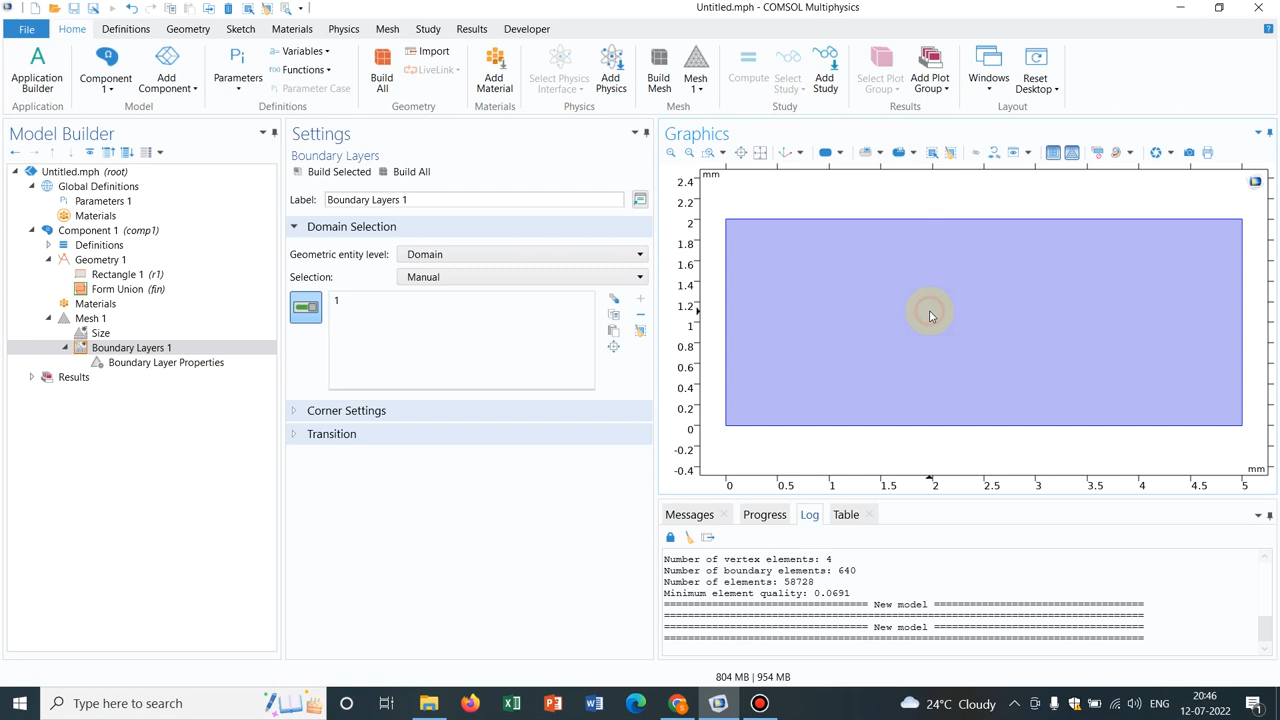 Untitled.mph - COMSOL Multiphysics
File Home Definitions Geometry Sketch Materials Physics Mesh Study Results Developer
Application Builder
Component 1
Add Component
Parameters
a= Variables
f(x) Functions
Parameter Case
Build All
Import
LiveLink
Add Material
Select Physics Interface
Add Physics
Build Mesh
Mesh 1
Compute
Select Study
Add Study
Select Plot Group
Add Plot Group
Windows
Reset Desktop
Application Model Definitions Geometry Materials Physics Mesh Study Results Layout
Model Builder
Untitled.mph (root)
Global Definitions
Pi Parameters 1
Materials
Component 1 (comp1)
Definitions
Geometry 1
Rectangle 1 (r1)
Form Union (fin)
Materials
Mesh 1
Size
Boundary Layers 1
Boundary Layer Properties
Results
Settings
Boundary Layers
Build Selected Build All
Label: Boundary Layers 1
Domain Selection
Geometric entity level: Domain
Selection: Manual
1
Corner Settings
Transition
Graphics
mm
2.4
2.2
2
1.8
1.6
1.4
1.2
1
0.8
0.6
0.4
0.2
0
-0.2
-0.4
mm
0 0.5 1 1.5 2 2.5 3 3.5 4 4.5 5
Messages Progress Log Table
Number of vertex elements: 4
Number of boundary elements: 640
Number of elements: 58728
Minimum element quality: 0.0691
================================ New model =================================
============================================================================
================================ New model =================================
============================================================================
804 MB | 954 MB
Type here to search
24°C Cloudy
ENG
20:46
12-07-2022